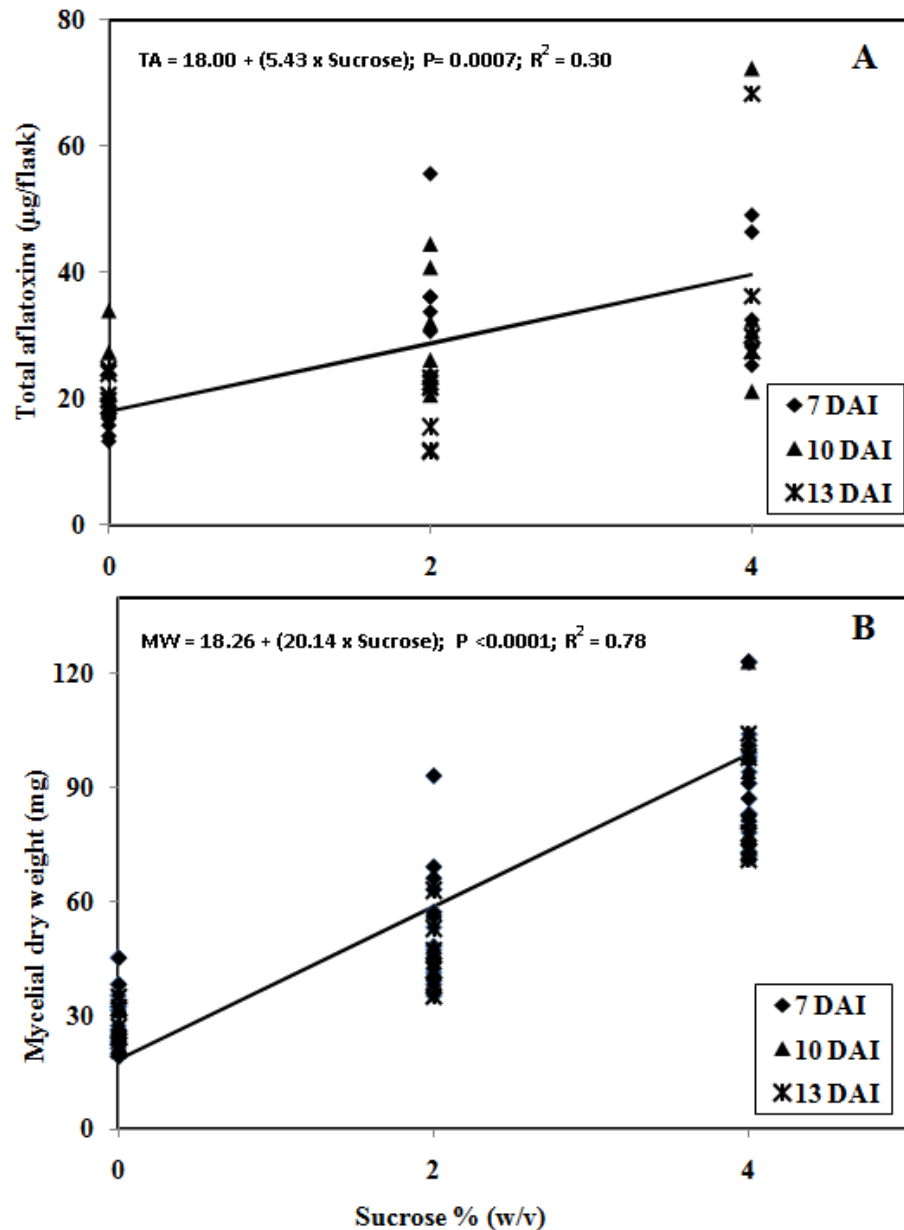 80
TA = 18.00 + (5.43 x Sucrose); P= 0.0007; R² = 0.30
A
60
40
20
0
Total aflatoxins (µg/flask)
7 DAI
10 DAI
13 DAI
0 2 4
MW = 18.26 + (20.14 x Sucrose); P <0.0001; R² = 0.78
B
120
90
60
30
0
Mycelial dry weight (mg)
7 DAI
10 DAI
13 DAI
0 2 4
Sucrose % (w/v)